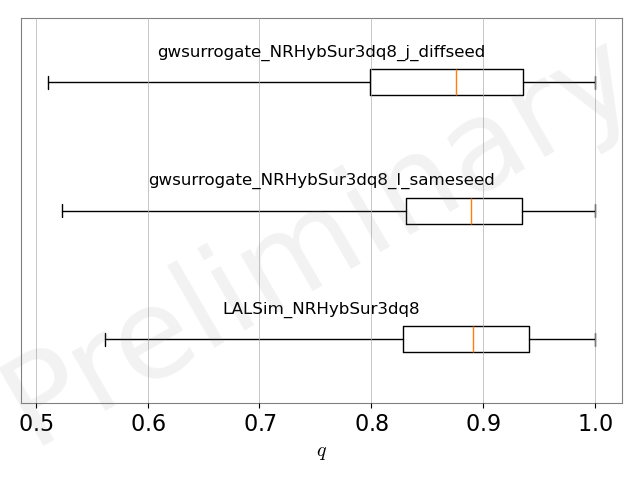 gwsurrogate_NRHybSur3dq8_j_diffseed
gwsurrogate_NRHybSur3dq8_l_sameseed
LALSim_NRHybSur3dq8
Preliminary
0.5 0.6 0.7 0.8 0.9 1.0
q